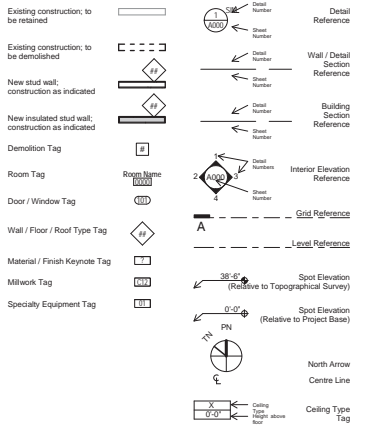 Existing construction; to
be retained
Existing construction; to
be demolished
##
New stud wall;
construction as indicated
##
New insulated stud wall;
construction as indicated
Demolition Tag
#
Room Tag
Room Name
0000
Door / Window Tag
101
Wall / Floor / Roof Type Tag
##
Material / Finish Keynote Tag
?
Millwork Tag
C12
Specialty Equipment Tag
01
1
A000
Detail
Number
Sheet
Number
Detail
Reference
Detail
Number
Sheet
Number
Wall / Detail
Section
Reference
Detail
Number
Sheet
Number
Building
Section
Reference
1
2
A000
3
4
Detail
Numbers
Sheet
Number
Interior Elevation
Reference
A
Grid Reference
Level Reference
38'-6"
Spot Elevation
(Relative to Topographical Survey)
0'-0"
Spot Elevation
(Relative to Project Base)
PN
TN
North Arrow
Centre Line
X
0'-0"
Ceiling
Type
Height above
floor
Ceiling Type
Tag